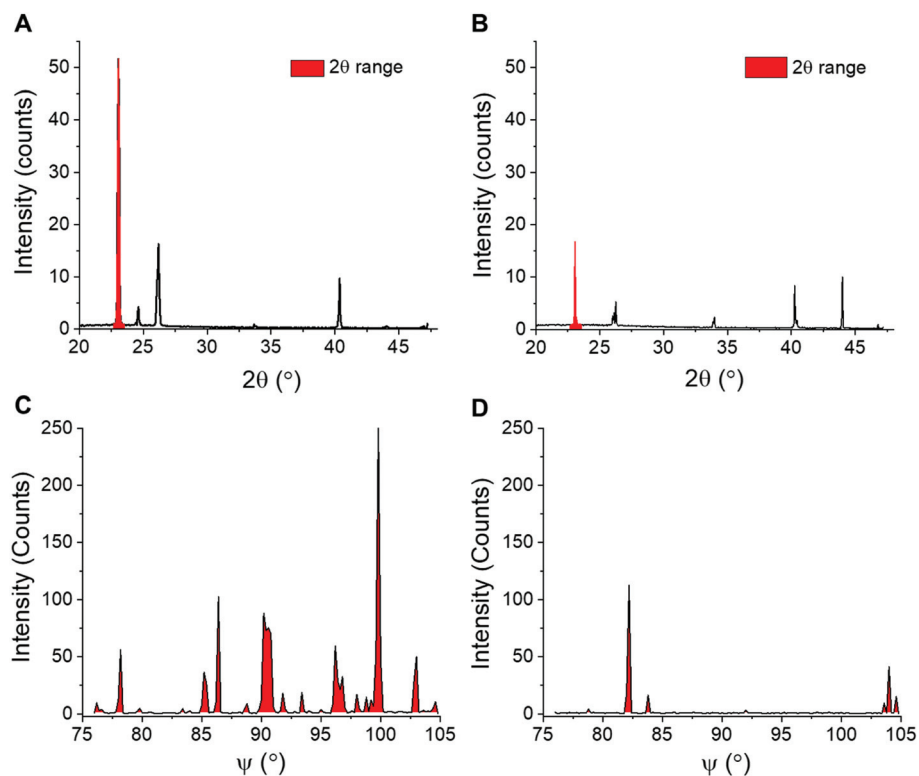 A
2θ range
Intensity (counts)
50
40
30
20
10
0
20 25 30 35 40 45
2θ (°)
B
2θ range
Intensity (counts)
50
40
30
20
10
0
20 25 30 35 40 45
2θ (°)
C
Intensity (Counts)
250
200
150
100
50
0
75 80 85 90 95 100 105
ψ (°)
D
Intensity (Counts)
250
200
150
100
50
0
75 80 85 90 95 100 105
ψ (°)